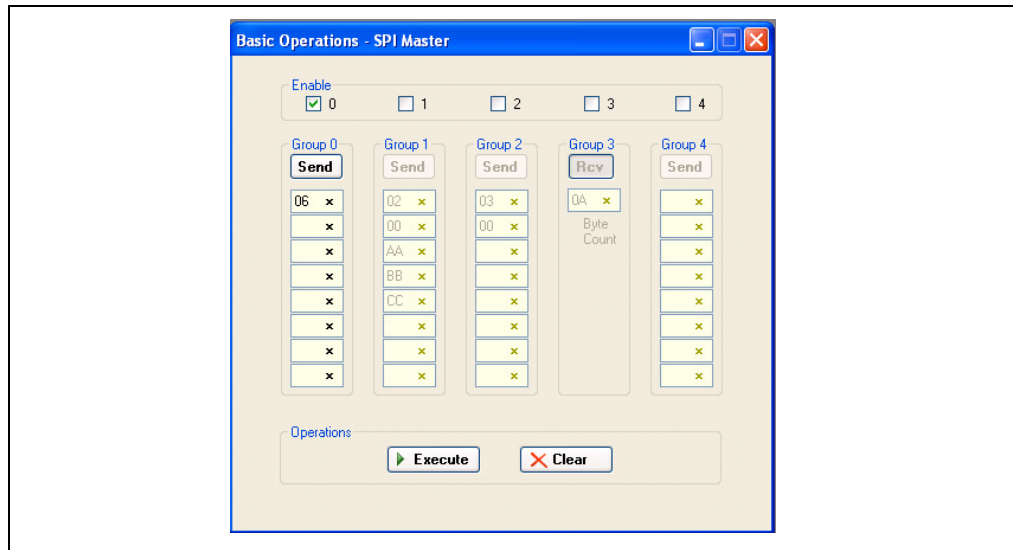 Basic Operations - SPI Master
Enable
0 1 2 3 4
Group 0 Group 1 Group 2 Group 3 Group 4
Send Send Send Rcv Send
06 x 02 x 03 x 0A x x
x 00 x 00 x Byte x
Count
x AA x x x
x BB x x x
x CC x x x
x x x x
x x x x
x x x x
Operations
Execute Clear